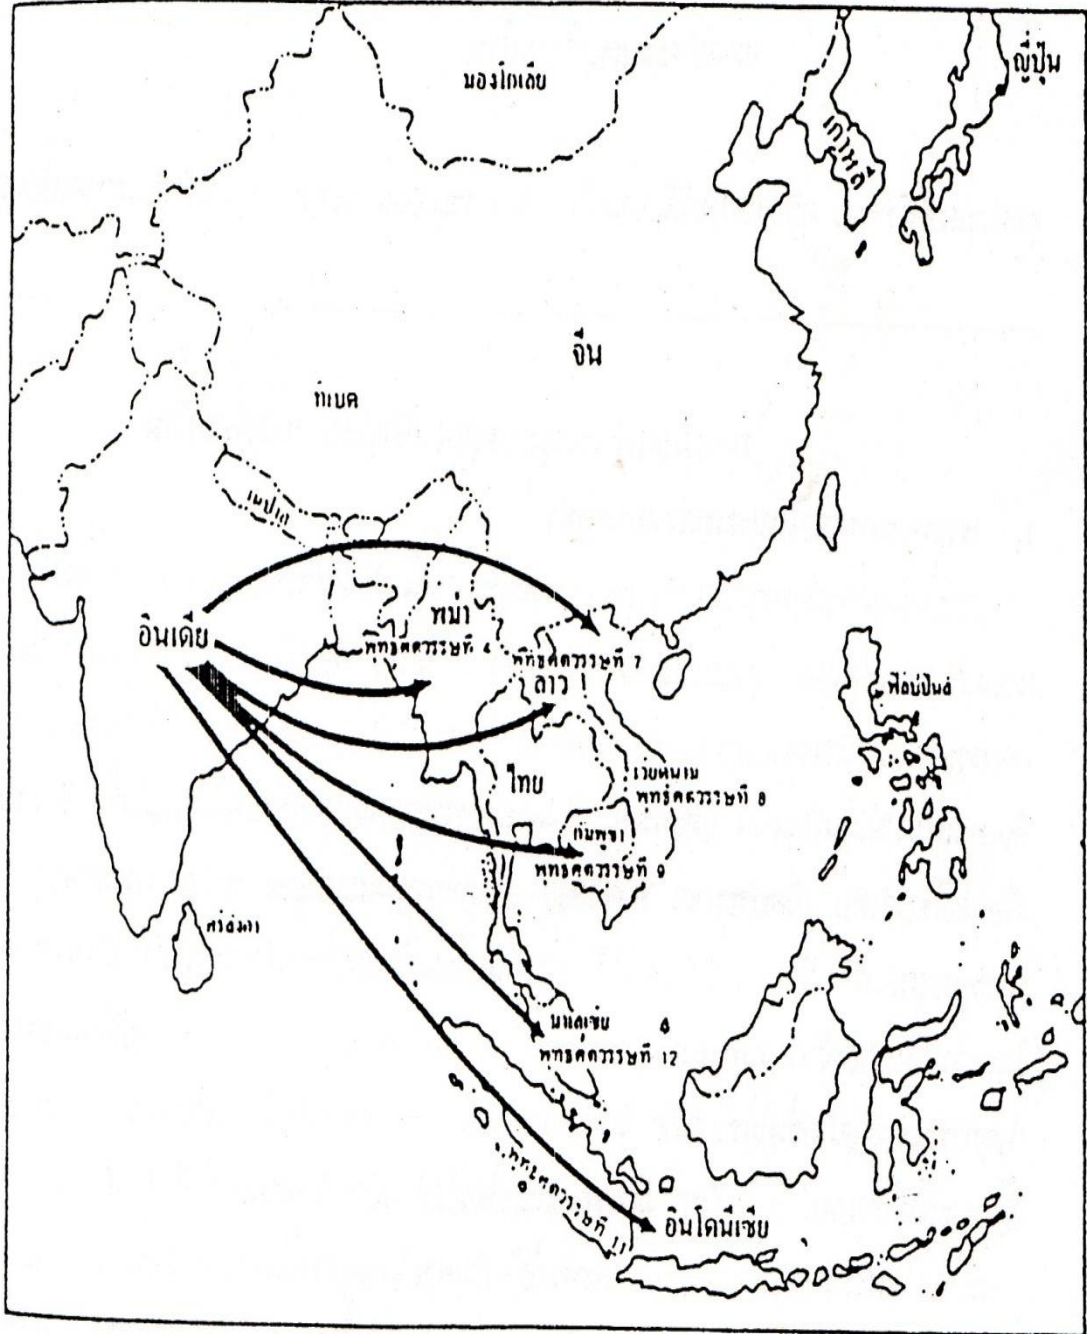 มองโกเลีย
ญี่ปุ่น
เกาหลี
จีน
ทิเบต
เนปาล
อินเดีย
พม่า
พุทธศตวรรษที่ 4
พุทธศตวรรษที่ 7
ลาว
ฟิลิปปินส์
ไทย
เวียดนาม
พุทธศตวรรษที่ 8
กัมพูชา
พุทธศตวรรษที่ 9
ศรีลังกา
มาเลเซีย
พุทธศตวรรษที่ 12
พุทธศตวรรษที่ 11
อินโดนีเซีย